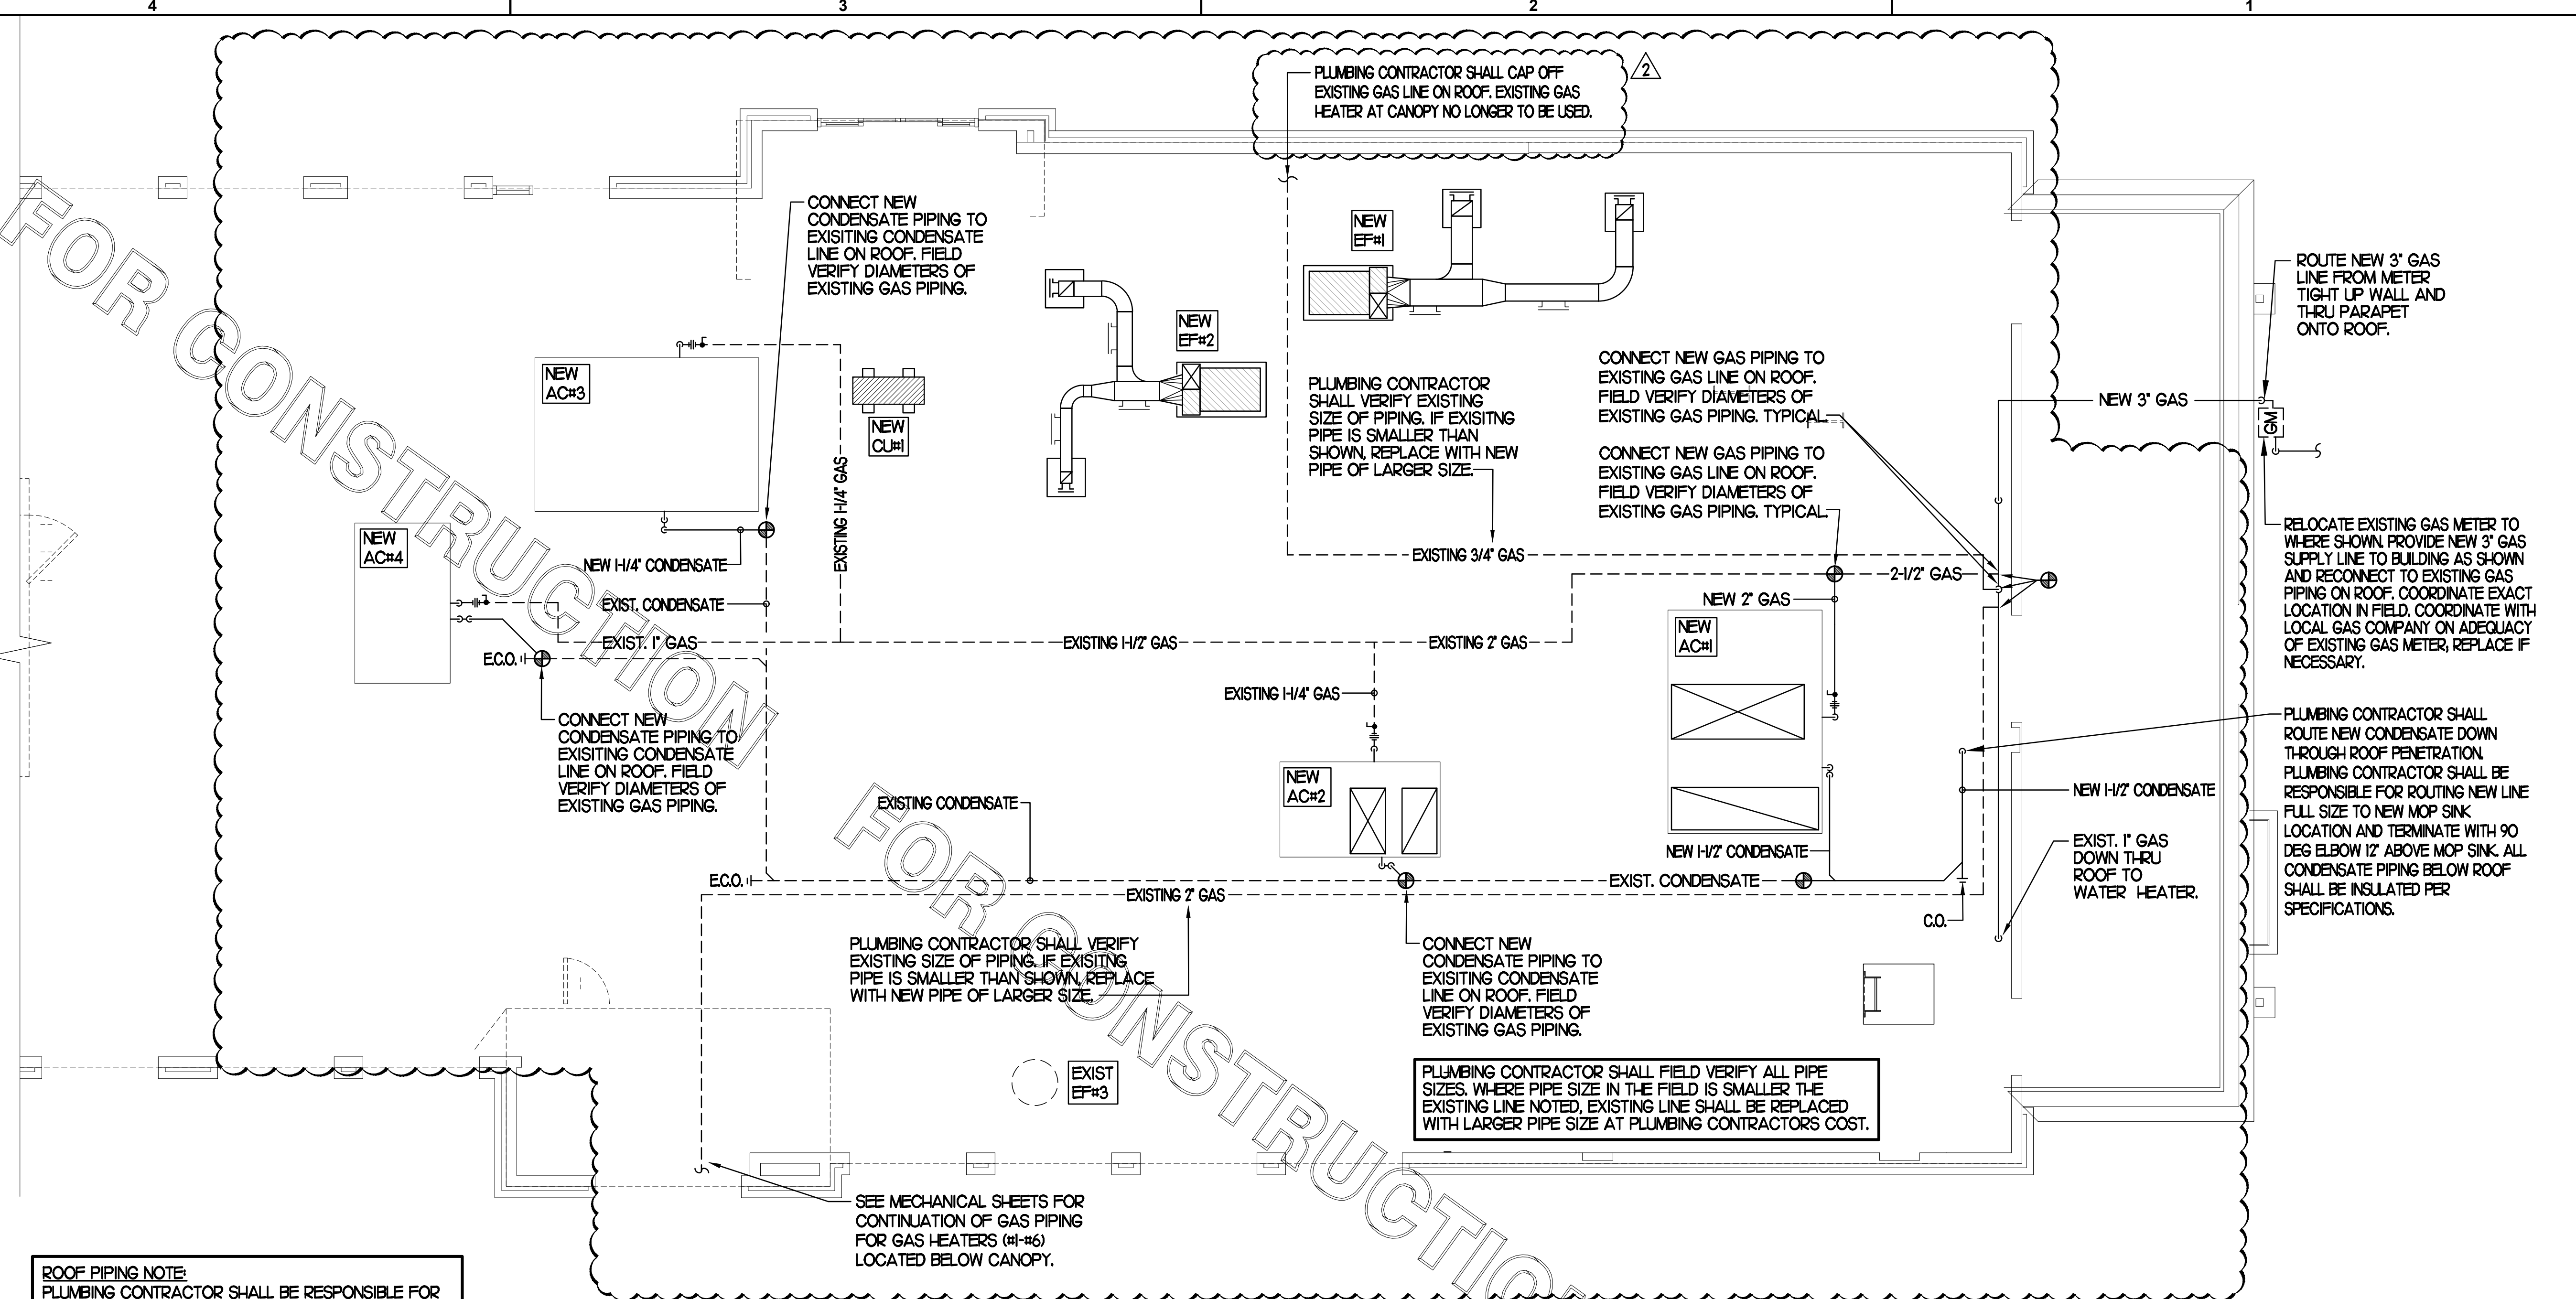 4
3
2
1
PLUMBING CONTRACTOR SHALL CAP OFF
EXISTING GAS LINE ON ROOF. EXISTING GAS
HEATER AT CANOPY NO LONGER TO BE USED.
2
CONNECT NEW
CONDENSATE PIPING TO
EXISITING CONDENSATE
LINE ON ROOF. FIELD
VERIFY DIAMETERS OF
EXISTING GAS PIPING.
NEW
EF#1
NEW
EF#2
ROUTE NEW 3" GAS
LINE FROM METER
TIGHT UP WALL AND
THRU PARAPET
ONTO ROOF.
NEW
AC#3
NEW
CU#1
PLUMBING CONTRACTOR
SHALL VERIFY EXISTING
SIZE OF PIPING. IF EXISITNG
PIPE IS SMALLER THAN
SHOWN, REPLACE WITH NEW
PIPE OF LARGER SIZE.
CONNECT NEW GAS PIPING TO
EXISTING GAS LINE ON ROOF.
FIELD VERIFY DIAMETERS OF
EXISTING GAS PIPING. TYPICAL.
CONNECT NEW GAS PIPING TO
EXISTING GAS LINE ON ROOF.
FIELD VERIFY DIAMETERS OF
EXISTING GAS PIPING. TYPICAL.
NEW 3" GAS
GM
EXISTING 1-1/4" GAS
NEW
AC#4
NEW 1-1/4" CONDENSATE
EXIST. CONDENSATE
EXIST. 1" GAS
E.C.O.
EXISTING 3/4" GAS
2-1/2" GAS
NEW 2" GAS
EXISTING 1-1/2" GAS
EXISTING 2" GAS
EXISTING 1-1/4" GAS
NEW
AC#1
RELOCATE EXISTING GAS METER TO
WHERE SHOWN. PROVIDE NEW 3" GAS
SUPPLY LINE TO BUILDING AS SHOWN
AND RECONNECT TO EXISTING GAS
PIPING ON ROOF. COORDINATE EXACT
LOCATION IN FIELD. COORDINATE WITH
LOCAL GAS COMPANY ON ADEQUACY
OF EXISTING GAS METER; REPLACE IF
NECESSARY.
CONNECT NEW
CONDENSATE PIPING TO
EXISITING CONDENSATE
LINE ON ROOF. FIELD
VERIFY DIAMETERS OF
EXISTING GAS PIPING.
EXISTING CONDENSATE
NEW
AC#2
NEW 1-1/2" CONDENSATE
PLUMBING CONTRACTOR SHALL
ROUTE NEW CONDENSATE DOWN
THROUGH ROOF PENETRATION.
PLUMBING CONTRACTOR SHALL BE
RESPONSIBLE FOR ROUTING NEW LINE
FULL SIZE TO NEW MOP SINK
LOCATION AND TERMINATE WITH 90
DEG ELBOW 12" ABOVE MOP SINK. ALL
CONDENSATE PIPING BELOW ROOF
SHALL BE INSULATED PER
SPECIFICATIONS.
NEW 1-1/2" CONDENSATE
EXIST. 1" GAS
DOWN THRU
ROOF TO
WATER HEATER.
E.C.O.
EXISTING 2" GAS
EXIST. CONDENSATE
C.O.
PLUMBING CONTRACTOR SHALL VERIFY
EXISTING SIZE OF PIPING. IF EXISITNG
PIPE IS SMALLER THAN SHOWN, REPLACE
WITH NEW PIPE OF LARGER SIZE.
CONNECT NEW
CONDENSATE PIPING TO
EXISITING CONDENSATE
LINE ON ROOF. FIELD
VERIFY DIAMETERS OF
EXISTING GAS PIPING.
EXIST
EF#3
PLUMBING CONTRACTOR SHALL FIELD VERIFY ALL PIPE
SIZES. WHERE PIPE SIZE IN THE FIELD IS SMALLER THE
EXISTING LINE NOTED, EXISTING LINE SHALL BE REPLACED
WITH LARGER PIPE SIZE AT PLUMBING CONTRACTORS COST.
SEE MECHANICAL SHEETS FOR
CONTINUATION OF GAS PIPING
FOR GAS HEATERS (#1-#6)
LOCATED BELOW CANOPY.
ROOF PIPING NOTE:
PLUMBING CONTRACTOR SHALL BE RESPONSIBLE FOR
FOR CONSTRUCTION
FOR CONSTRUCTIO